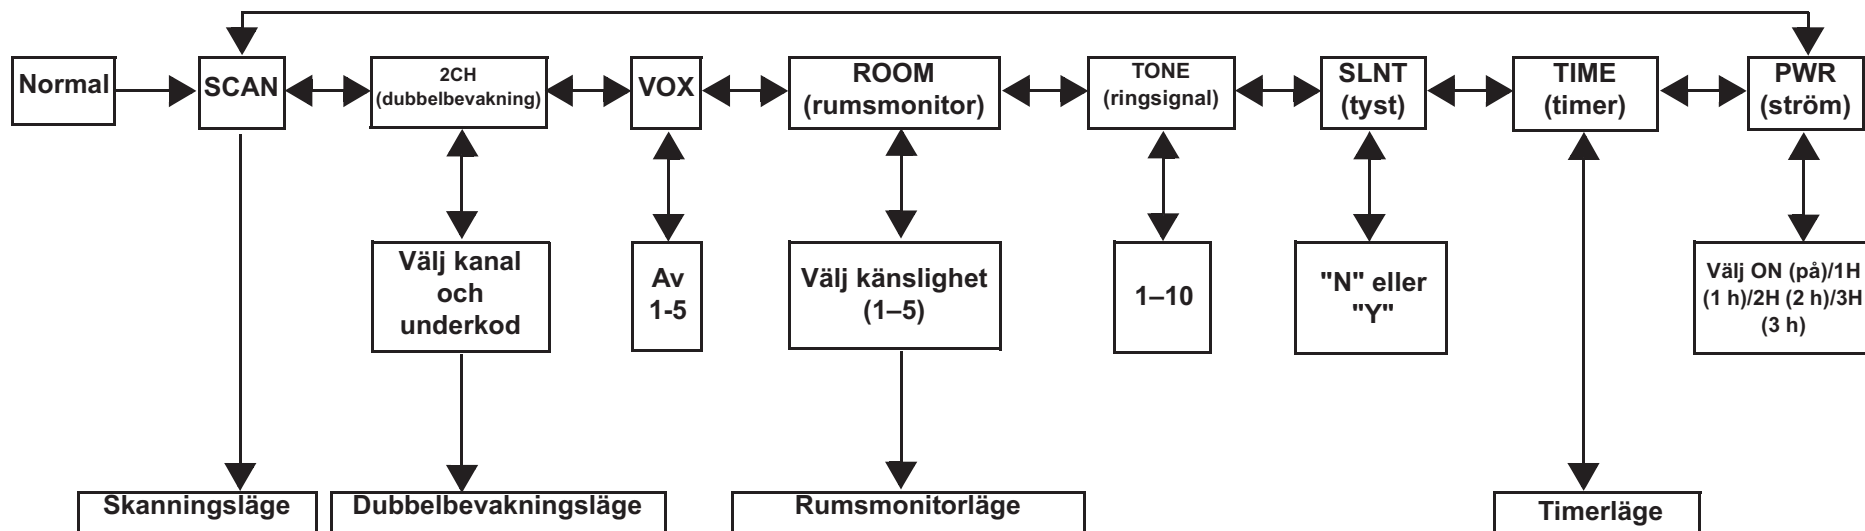 Normal
SCAN
2CH
(dubbelbevakning)
VOX
ROOM
(rumsmonitor)
TONE
(ringsignal)
SLNT
(tyst)
TIME
(timer)
PWR
(ström)
Välj kanal
och
underkod
Av
1-5
Välj känslighet
(1–5)
1–10
"N" eller
"Y"
Välj ON (på)/1H
(1 h)/2H (2 h)/3H
(3 h)
Skanningsläge
Dubbelbevakningsläge
Rumsmonitorläge
Timerläge